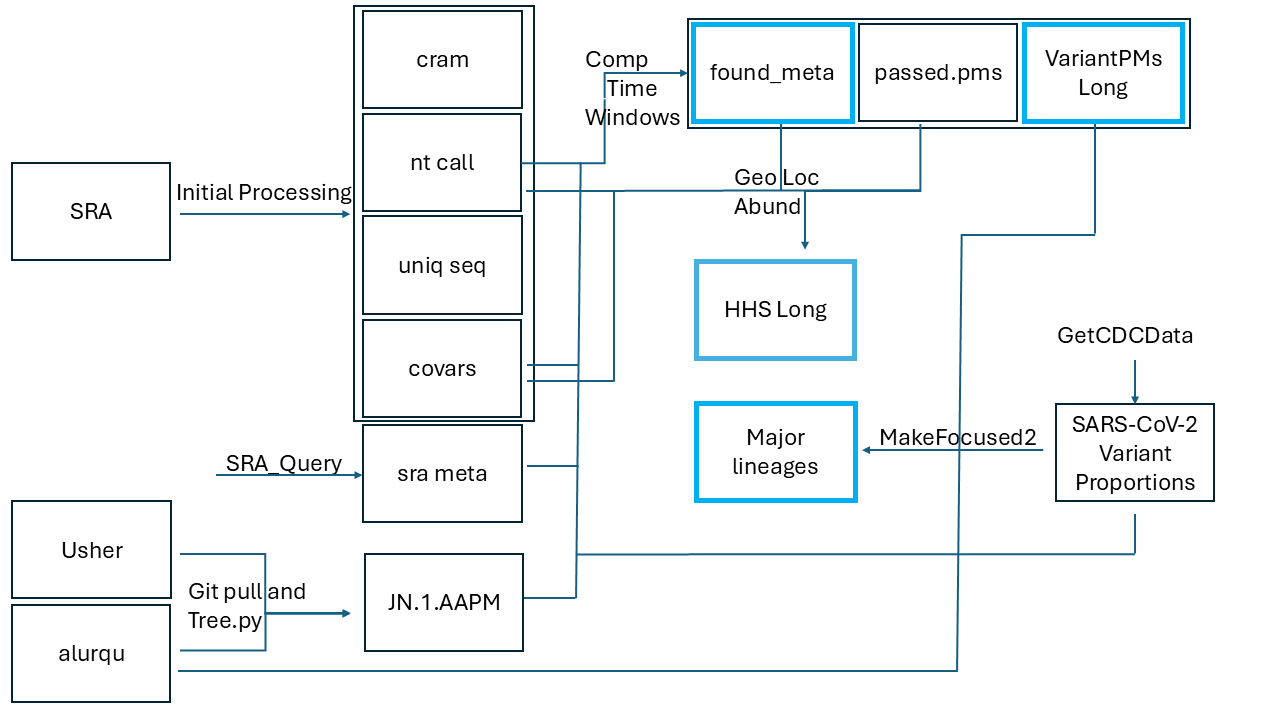 SRA
Initial Processing
cram
nt call
uniq seq
covars
SRA_Query
sra meta
Usher
alurqu
Git pull and
Tree.py
JN.1.AAPM
Comp
Time
Windows
found_meta
passed.pms
VariantPMs
Long
Geo Loc
Abund
HHS Long
GetCDCData
SARS-CoV-2
Variant
Proportions
MakeFocused2
Major
lineages